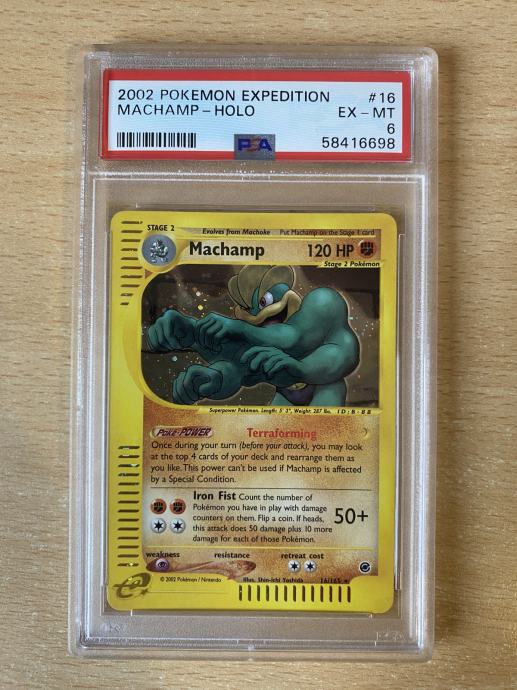 2002 POKEMON EXPEDITION #16
MACHAMP - HOLO EX - MT
6
PSA 58416698
STAGE 2 Evolves from Machoke Put Machamp on the Stage 1 card
Machamp 120 HP
Stage 2 Pokémon
Superpower Pokémon. Length: 5' 3", Weight: 287 lbs. ID:B-88
Poké-POWER Terraforming
Once during your turn (before your attack), you may look
at the top 4 cards of your deck and rearrange them as
you like. This power can't be used if Machamp is affected
by a Special Condition.
Iron Fist Count the number of
Pokémon you have in play with damage
counters on them. Flip a coin. If heads,
this attack does 50 damage plus 10 more
damage for each of those Pokémon.
50+
weakness resistance retreat cost
e © 2002 Pokémon / Nintendo Illus. Shin-ichi Yoshida 16/165